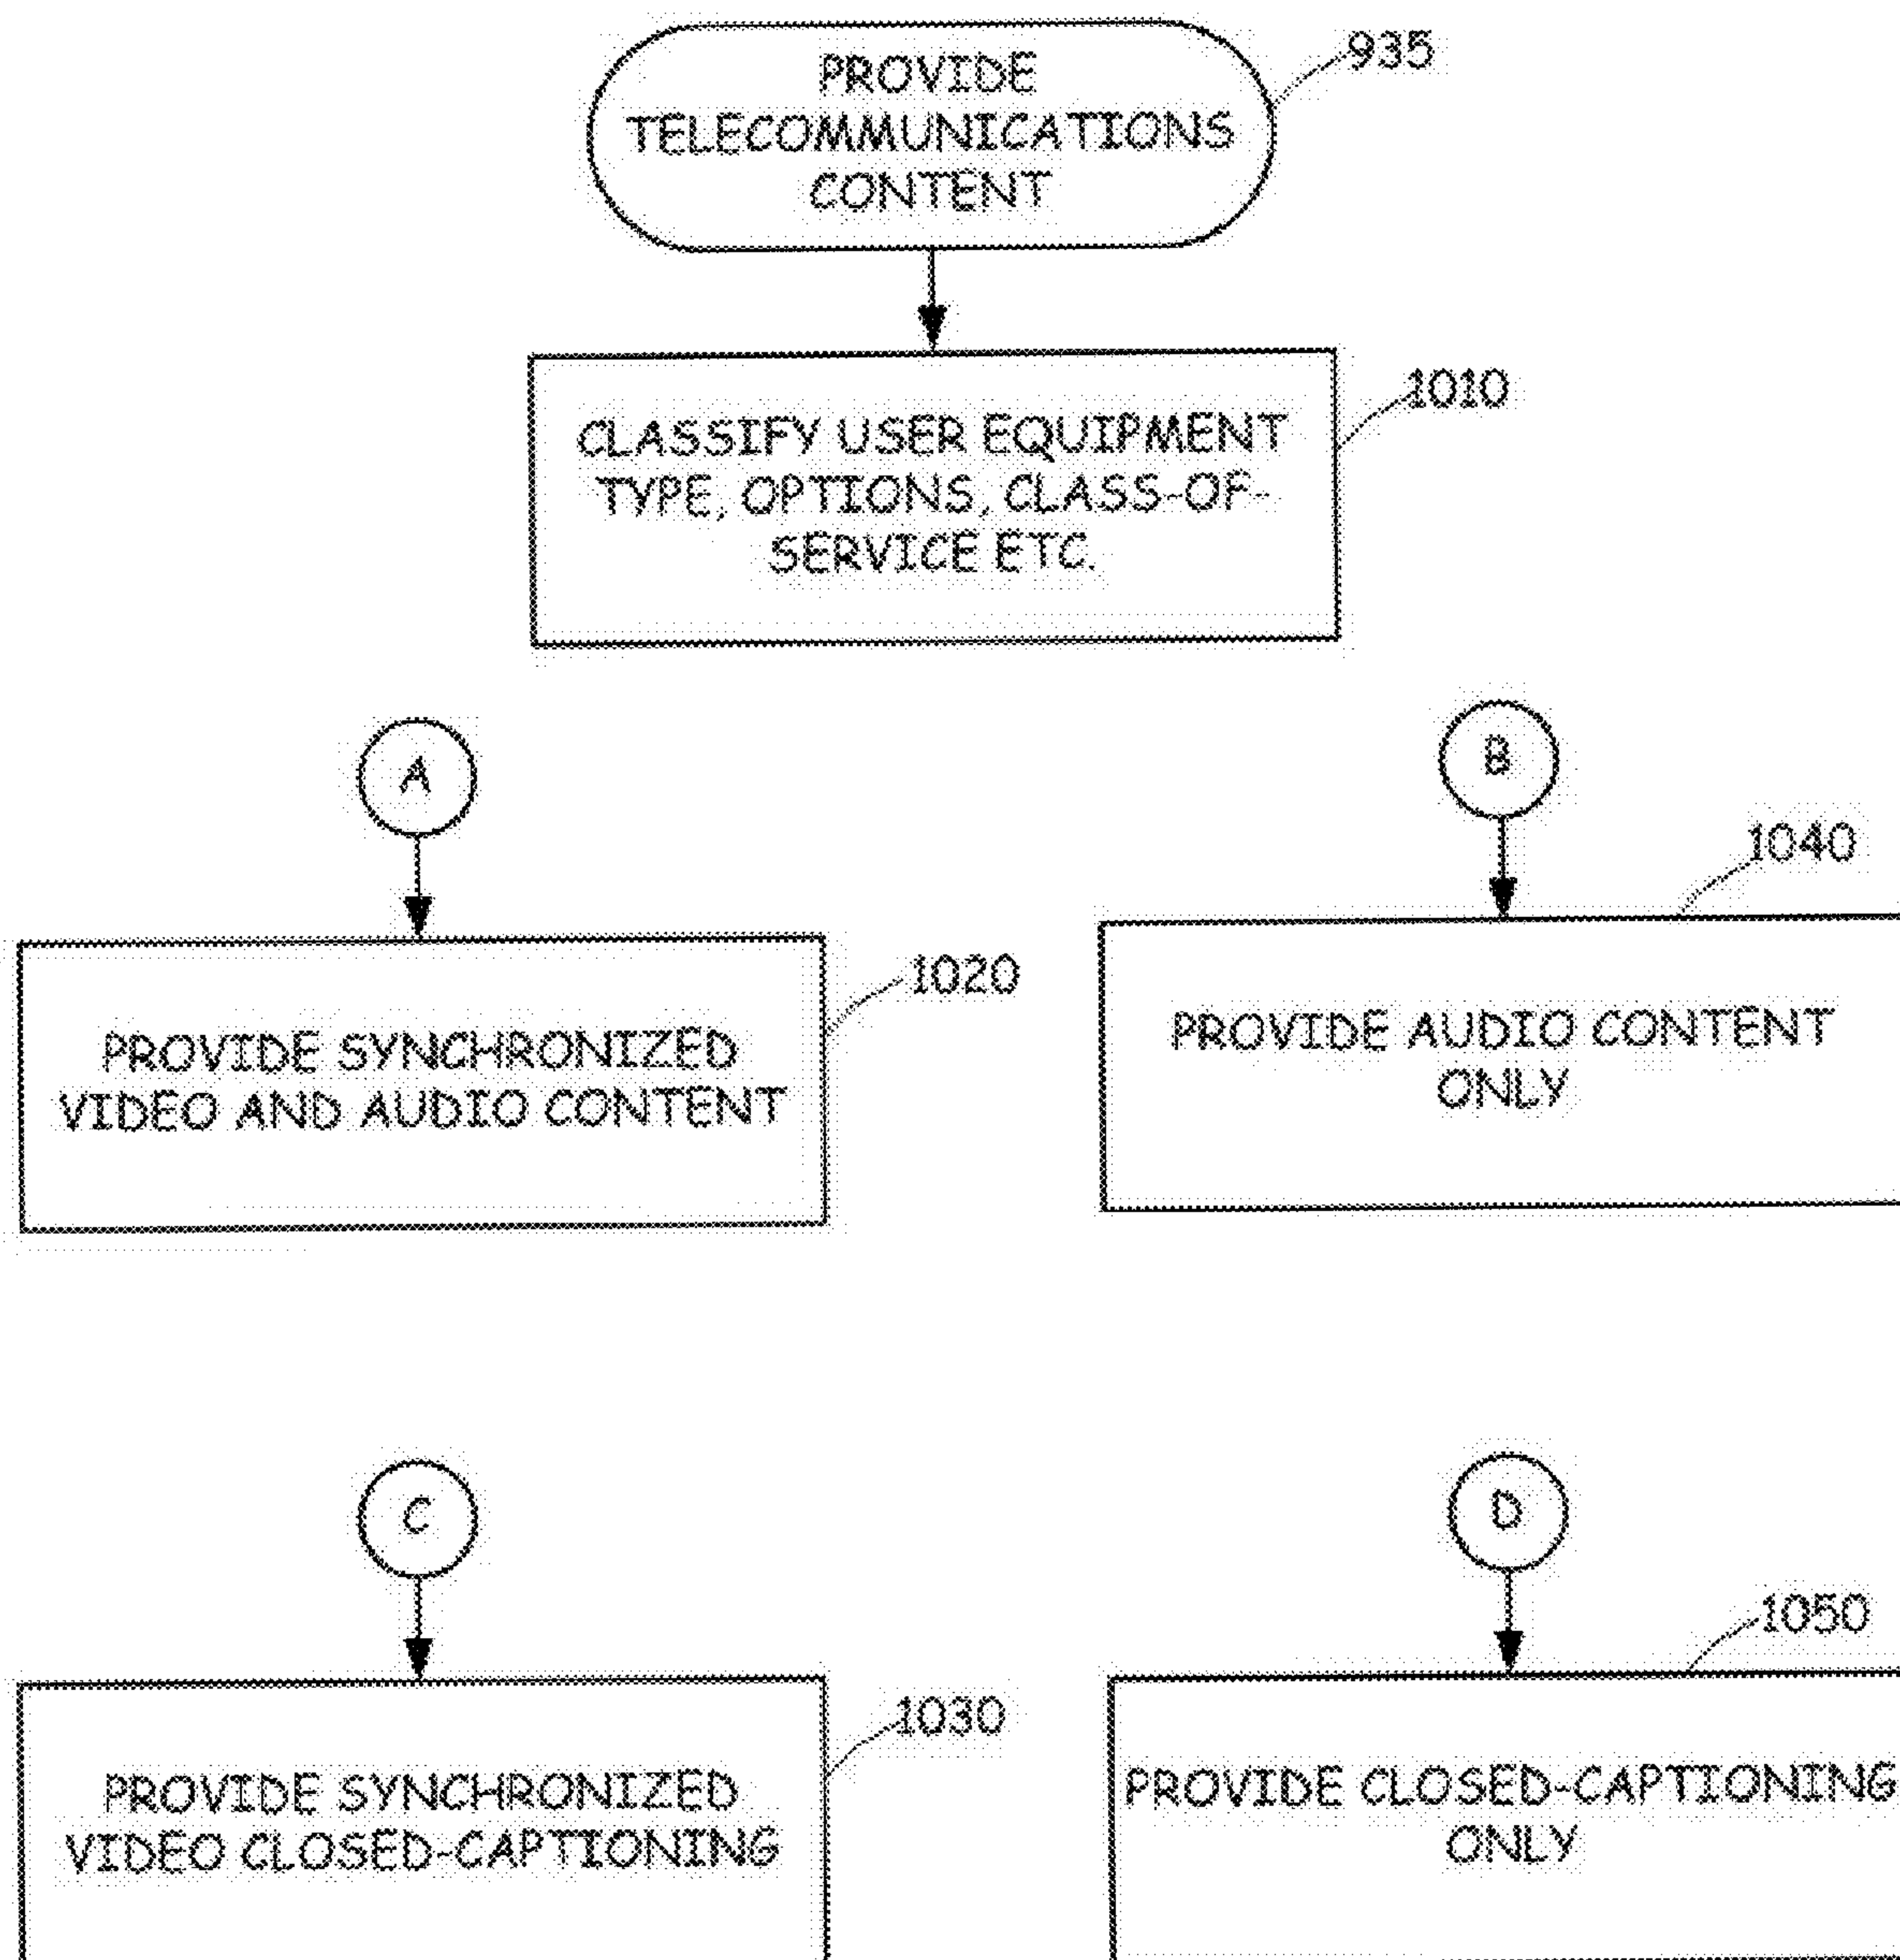 PROVIDE
TELECOMMUNICATIONS
CONTENT
935
CLASSIFY USER EQUIPMENT
TYPE, OPTIONS, CLASS-OF-
SERVICE ETC.
1010
A
B
1020
1040
PROVIDE SYNCHRONIZED
VIDEO AND AUDIO CONTENT
PROVIDE AUDIO CONTENT
ONLY
C
D
1030
1050
PROVIDE SYNCHRONIZED
VIDEO CLOSED-CAPTIONING
PROVIDE CLOSED-CAPTIONING
ONLY